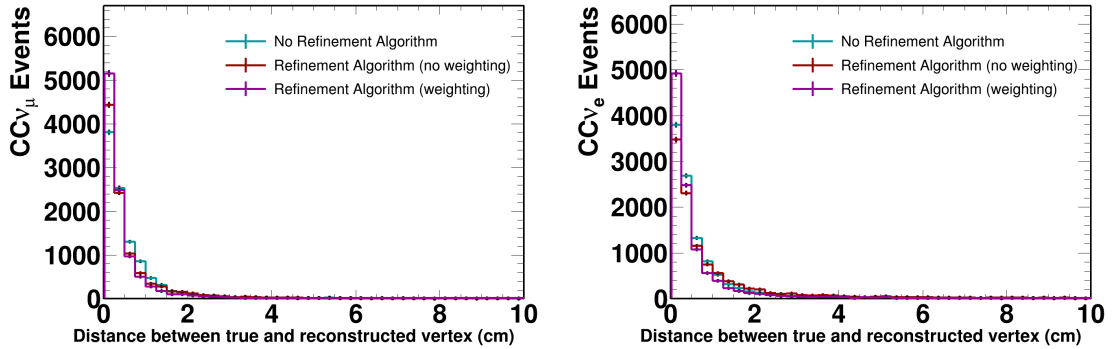 CCνμ Events
6000
5000
4000
3000
2000
1000
0
No Refinement Algorithm
Refinement Algorithm (no weighting)
Refinement Algorithm (weighting)
0 2 4 6 8 10
Distance between true and reconstructed vertex (cm)
CCνe Events
6000
5000
4000
3000
2000
1000
0
No Refinement Algorithm
Refinement Algorithm (no weighting)
Refinement Algorithm (weighting)
0 2 4 6 8 10
Distance between true and reconstructed vertex (cm)